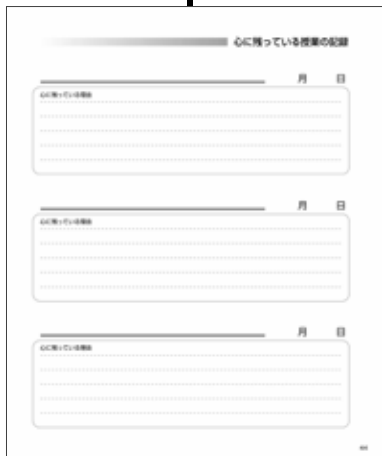 心に残っている授業の記録
月 日
心に残っている理由
月 日
心に残っている理由
月 日
心に残っている理由